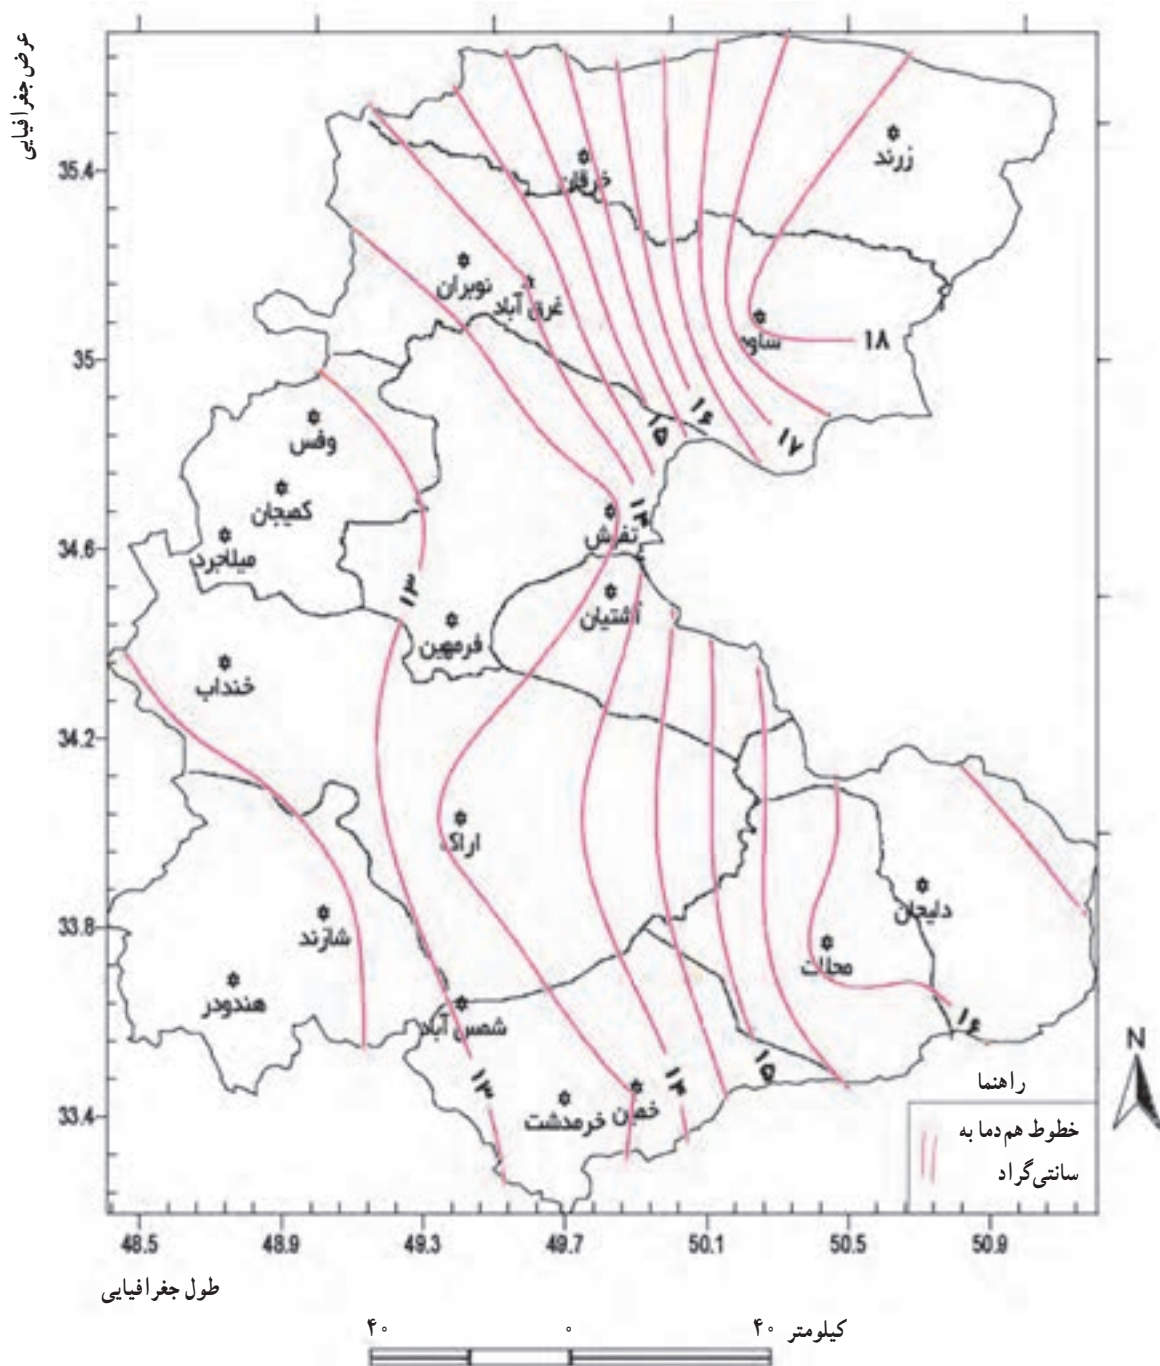 عرض جغرافیایی
35.4
35
34.6
34.2
33.8
33.4
زرند
خرقان
نوبران
غرق آباد
ساوه
۱۸
۱۶
۱۵
۱۷
وفس
کمیجان
میلاجرد
۱۴
تفرش
۱۳
آشتیان
فرمهین
خنداب
اراک
دلیجان
شازند
محلات
هندودر
شمس آباد
۱۶
۱۵
۱۳
۱۴
خمین
خرمدشت
N
راهنما
خطوط هم‌دما به
سانتی‌گراد
48.5 48.9 49.3 49.7 50.1 50.5 50.9
طول جغرافیایی
۴۰ ۰ ۴۰ کیلومتر